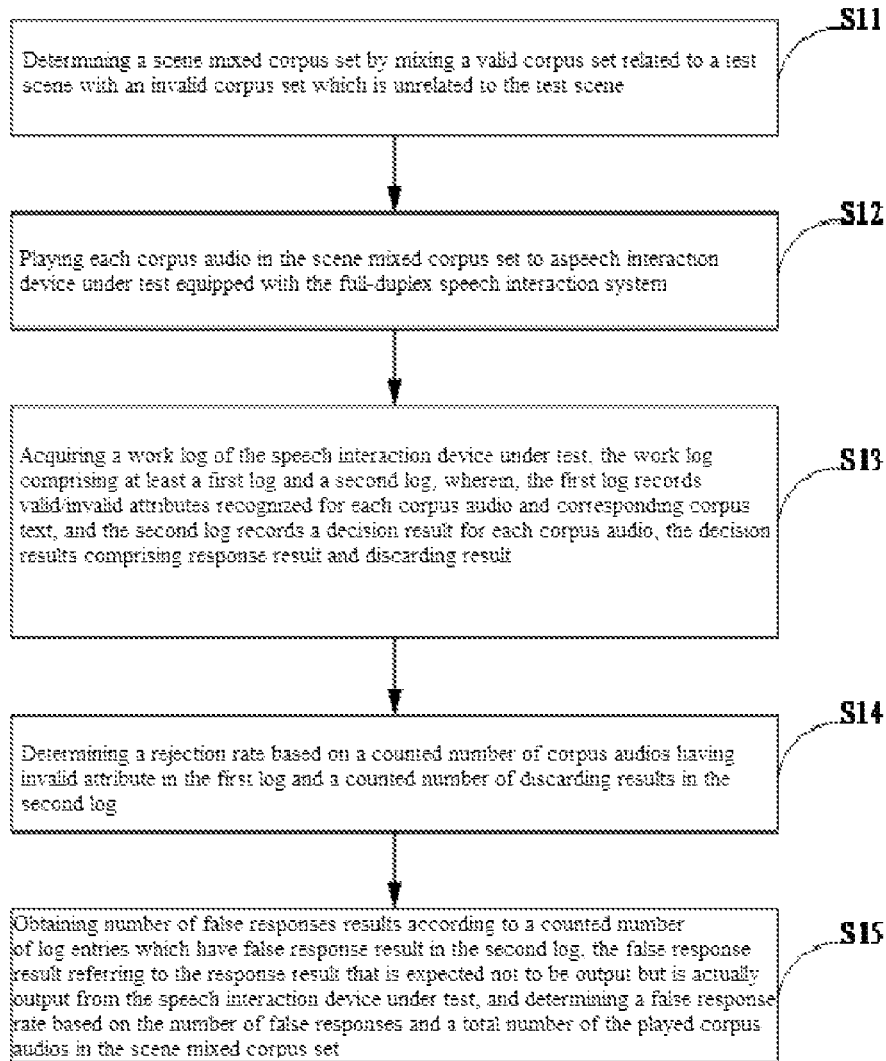 S11
Determining a scene mixed corpus set by mixing a valid corpus set related to a test
scene with an invalid corpus set which is unrelated to the test scene
S12
Playing each corpus audio in the scene mixed corpus set to aspeech interaction
device under test equipped with the full-duplex speech interaction system
S13
Acquiring a work log of the speech interaction device under test, the work log
comprising at least a first log and a second log, wherein, the first log records
valid/invalid attributes recognized for each corpus audio and corresponding corpus
text, and the second log records a decision result for each corpus audio, the decision
results comprising response result and discarding result
S14
Determining a rejection rate based on a counted number of corpus audios having
invalid attribute in the first log and a counted number of discarding results in the
second log
S15
Obtaining number of false responses results according to a counted number
of log entries which have false response result in the second log, the false response
result referring to the response result that is expected not to be output but is actually
output from the speech interaction device under test, and determining a false response
rate based on the number of false responses and a total number of the played corpus
audios in the scene mixed corpus set